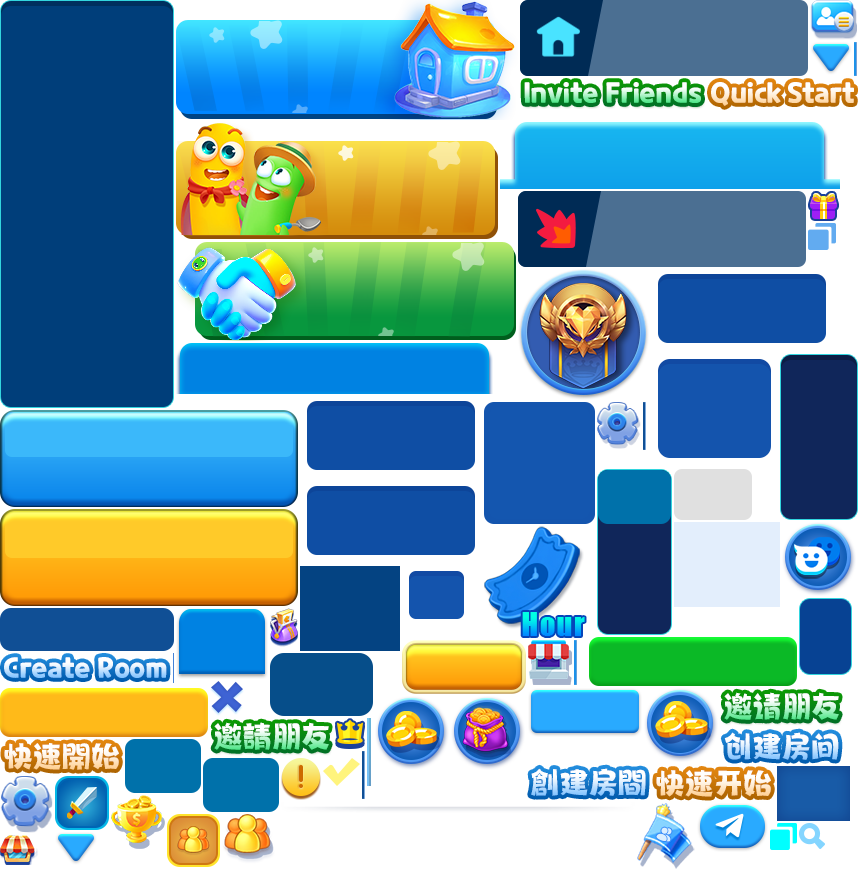 Invite Friends
Quick Start
Hour
Create Room
邀請朋友
快速開始
邀请朋友
创建房间
創建房間
快速开始